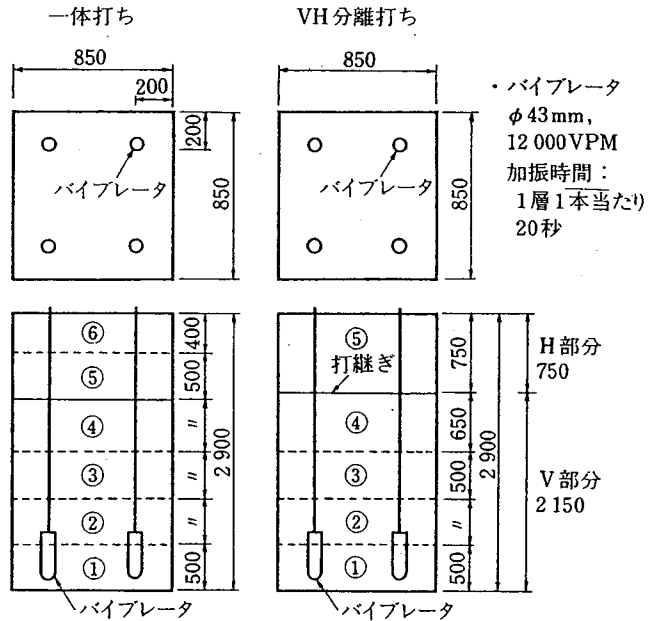 一体打ち
VH分離打ち
850
200
850
200
バイブレータ
850
バイブレータ
850
・バイブレータ
φ43mm,
12 000VPM
加振時間：
1層1本当たり
20秒
⑥
⑤
④
③
②
①
400
500
〃
〃
〃
500
2 900
バイブレータ
⑤
打継ぎ
④
③
②
①
750
650
500
〃
500
2 900
H部分
750
V部分
2 150
バイブレータ